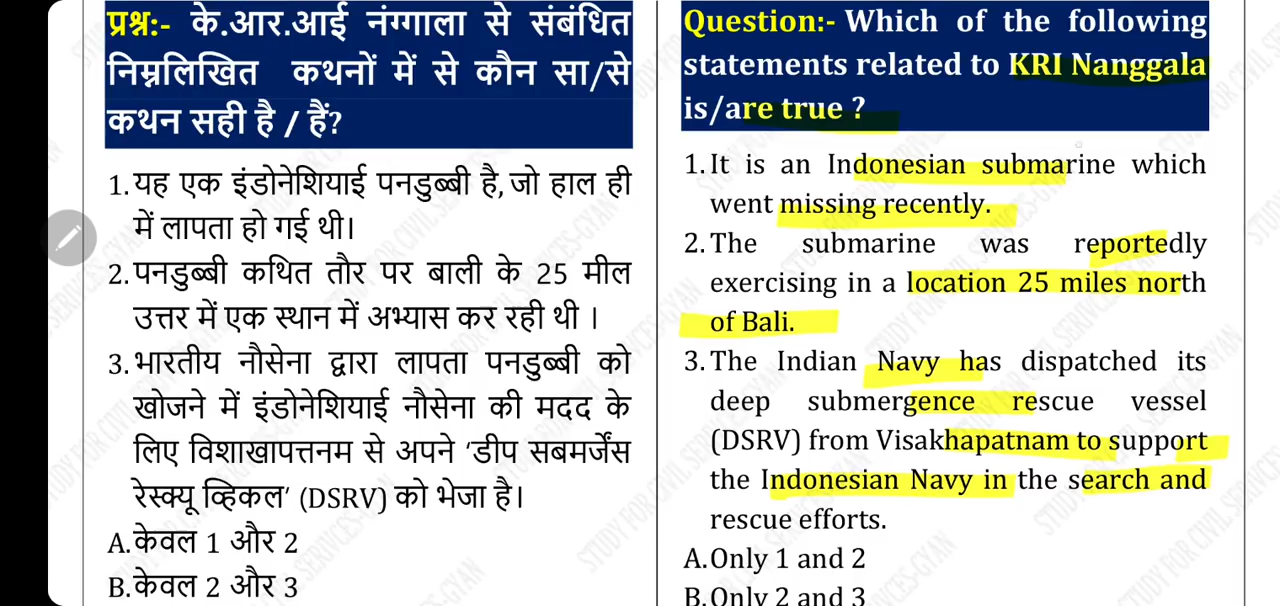 प्रश्न:- के.आर.आई नंग्गाला से संबंधित
निम्नलिखित कथनों में से कौन सा/से
कथन सही है / हैं?
1. यह एक इंडोनेशियाई पनडुब्बी है, जो हाल ही
में लापता हो गई थी।
2. पनडुब्बी कथित तौर पर बाली के 25 मील
उत्तर में एक स्थान में अभ्यास कर रही थी ।
3. भारतीय नौसेना द्वारा लापता पनडुब्बी को
खोजने में इंडोनेशियाई नौसेना की मदद के
लिए विशाखापत्तनम से अपने ‘डीप सबमर्जेंस
रेस्क्यू व्हिकल’ (DSRV) को भेजा है।
A. केवल 1 और 2
B. केवल 2 और 3
Question:- Which of the following
statements related to KRI Nanggala
is/are true ?
1. It is an Indonesian submarine which
went missing recently.
2. The submarine was reportedly
exercising in a location 25 miles north
of Bali.
3. The Indian Navy has dispatched its
deep submergence rescue vessel
(DSRV) from Visakhapatnam to support
the Indonesian Navy in the search and
rescue efforts.
A. Only 1 and 2
B. Only 2 and 3